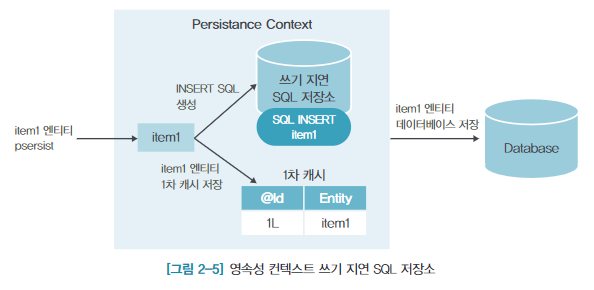 Persistance Context
쓰기 지연
SQL 저장소
INSERT SQL
생성
SQL INSERT
item1
item1 엔티티
psersist
item1
item1 엔티티
데이터베이스 저장
Database
item1 엔티티
1차 캐시 저장
1차 캐시
@Id Entity
1L item1
[그림 2-5] 영속성 컨텍스트 쓰기 지연 SQL 저장소